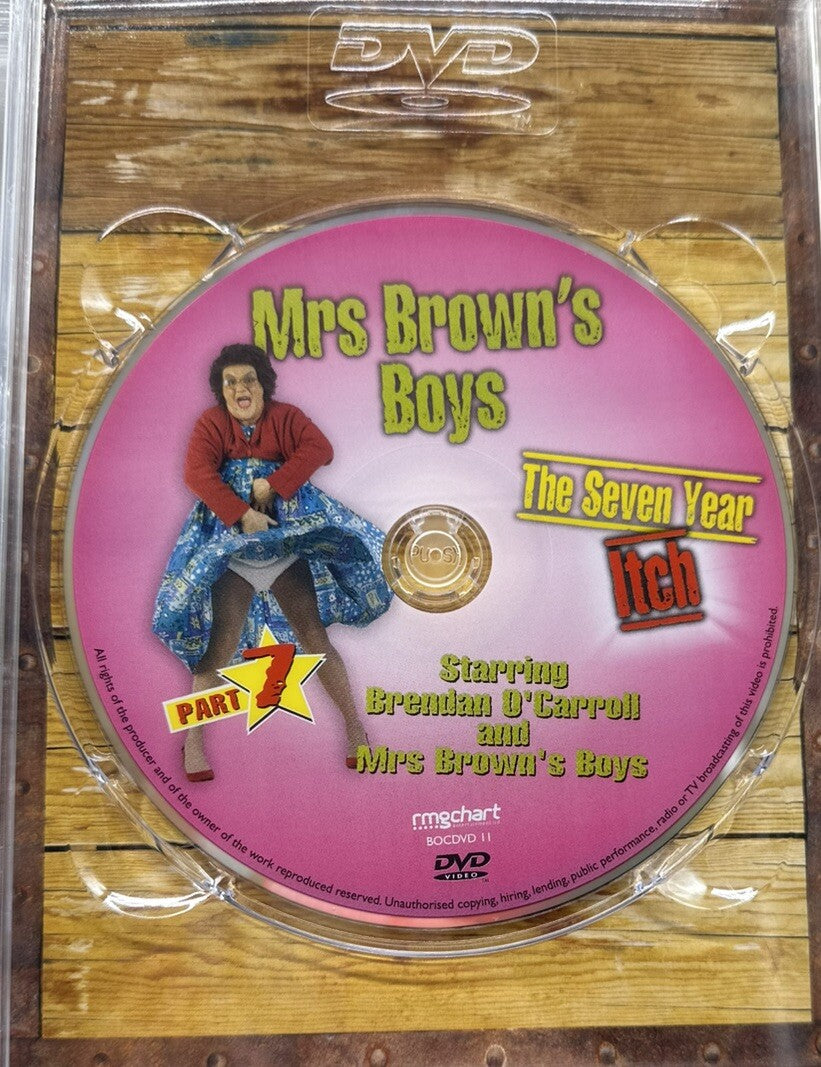 DVD
TM
Mrs Brown's
Boys
The Seven Year
Itch
PART 7
Starring
Brendan O'Carroll
and
Mrs Brown's Boys
rmgchart
BOCDVD 11
DVD
VIDEO
All rights of the producer and of the owner of the work reproduced reserved. Unauthorised copying, hiring, lending, public performance, radio or TV broadcasting of this video is prohibited.